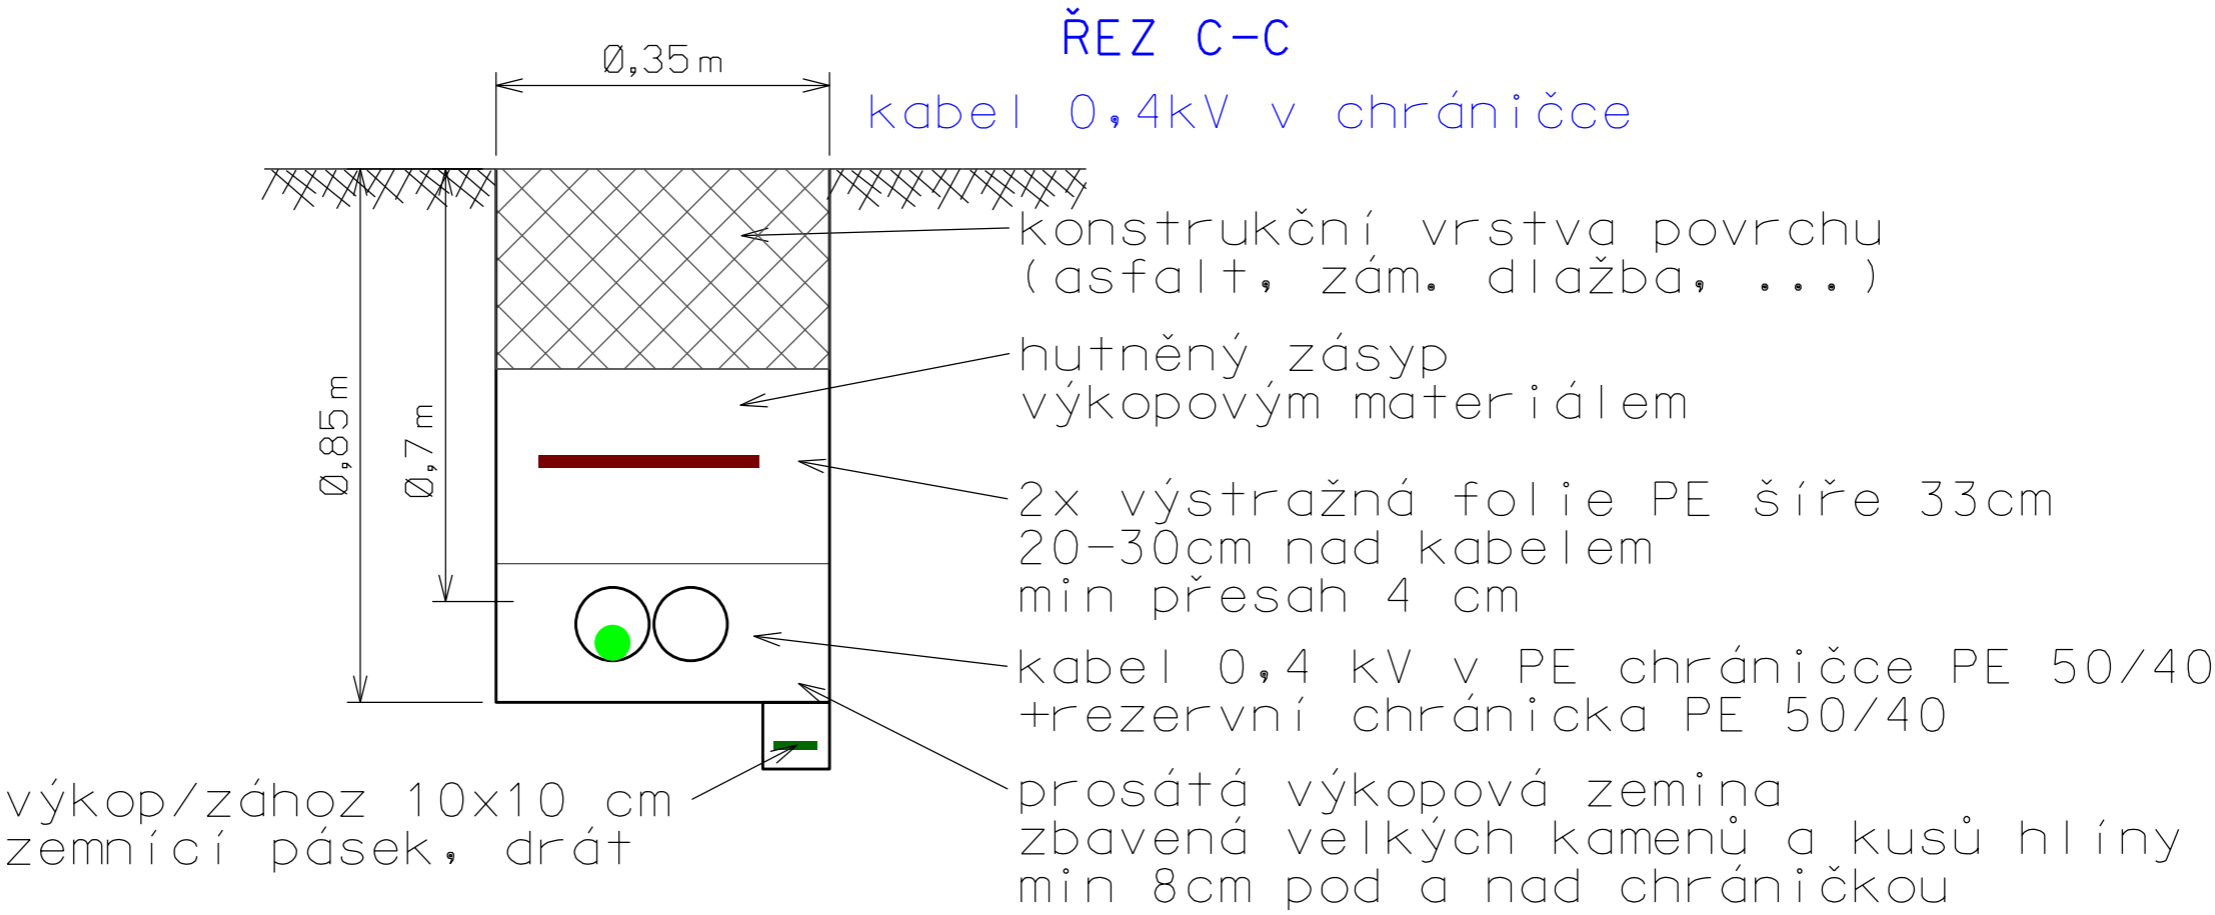 ŘEZ C-C
0,35m
kabel 0,4kV v chráničce
konstrukční vrstva povrchu
(asfalt, zám. dlažba, ...)
hutněný zásyp
výkopovým materiálem
0,85m
0,7m
2x výstražná folie PE šíře 33cm
20-30cm nad kabelem
min přesah 4 cm
kabel 0,4 kV v PE chráničce PE 50/40
+rezervní chránicka PE 50/40
výkop/zához 10x10 cm
zemnící pásek, drát
prosátá výkopová zemina
zbavená velkých kamenů a kusů hlíny
min 8cm pod a nad chráničkou